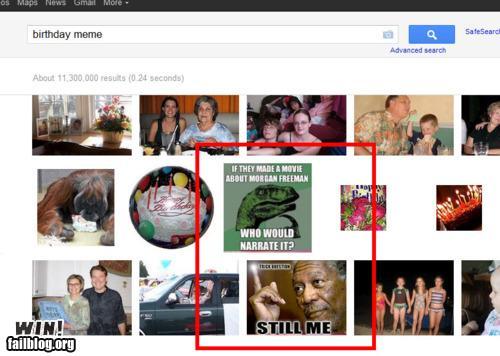 os Maps News Gmail More
birthday meme
SafeSearch
Advanced search
About 11,300,000 results (0.24 seconds)
IF THEY MADE A MOVIE
ABOUT MORGAN FREEMAN
WHO WOULD
NARRATE IT?
Happy
Birthday
TRICK QUESTION
STILL ME
WIN!
failblog.org